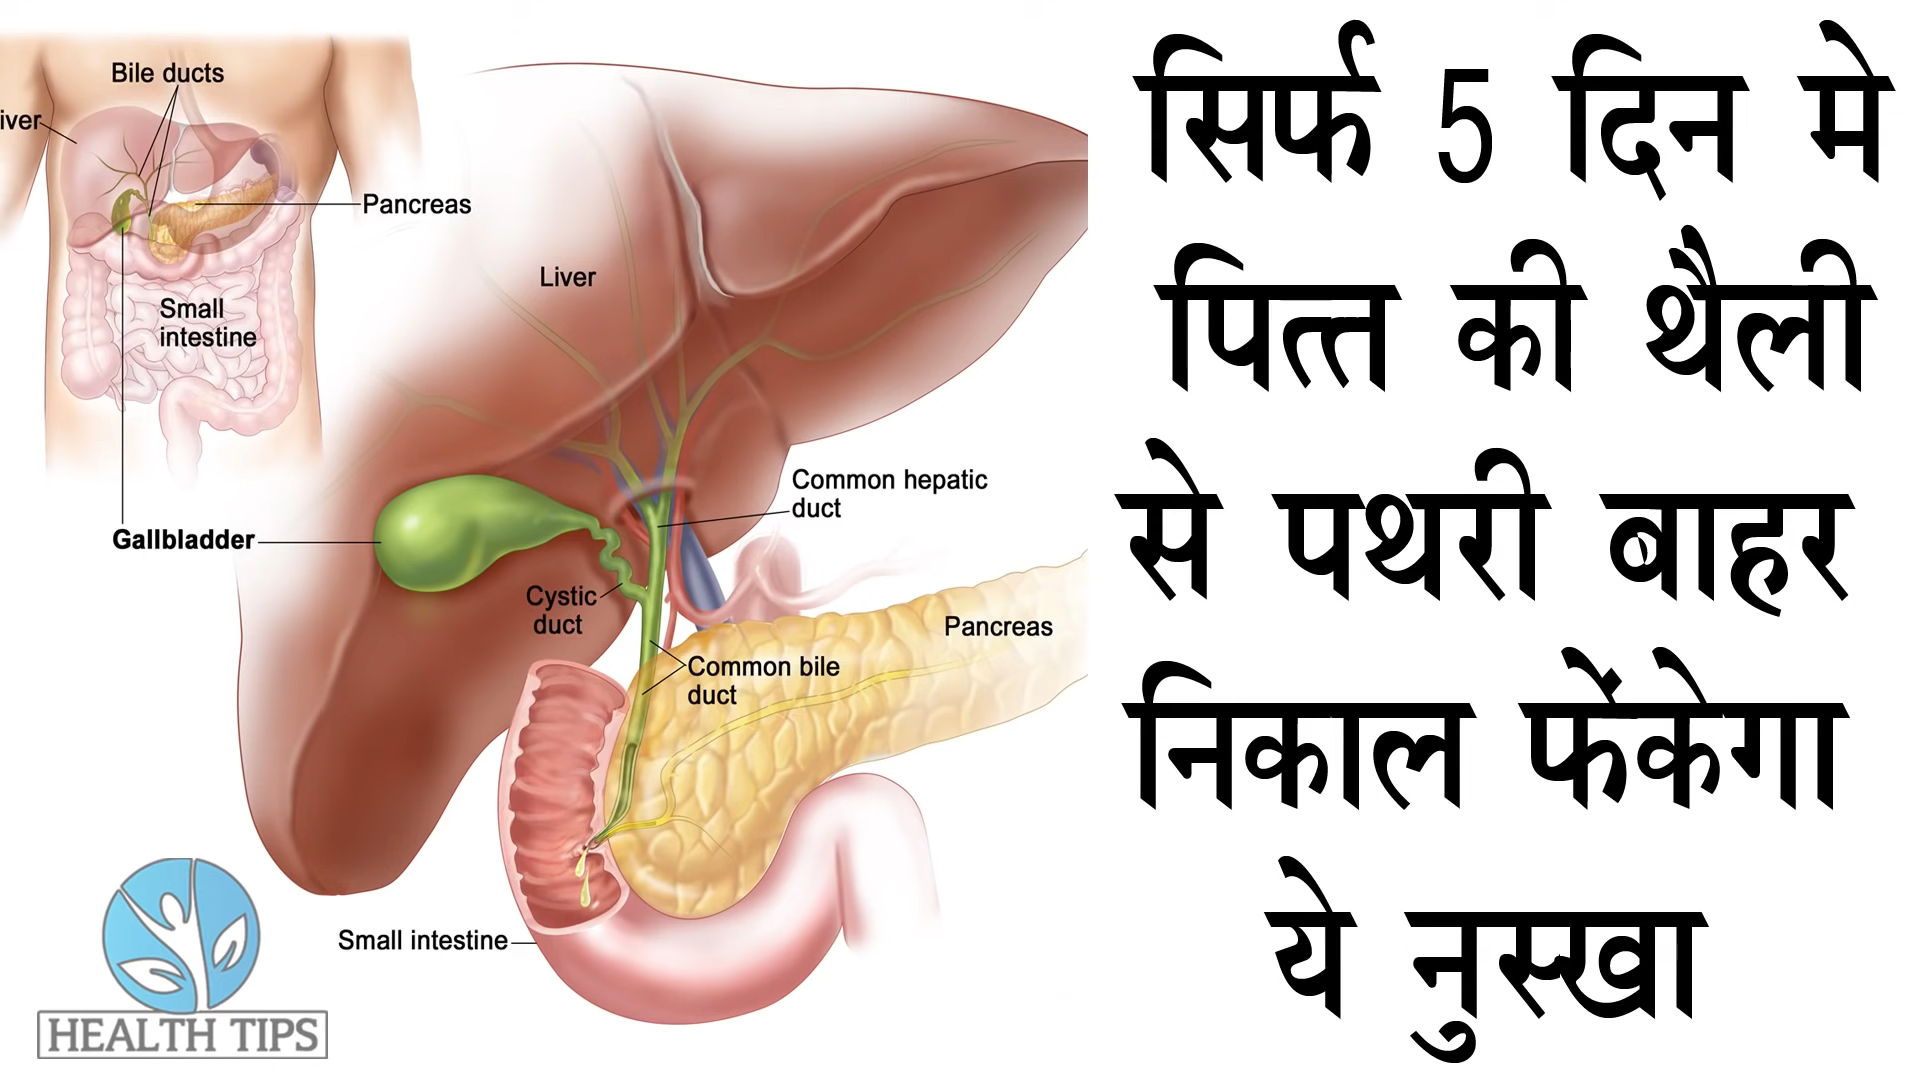 Bile ducts
iver
Pancreas
Small
intestine
Gallbladder
Liver
Common hepatic
duct
Cystic
duct
Common bile
duct
Pancreas
Small intestine
HEALTH TIPS
सिर्फ 5 दिन मे
पित्त की थैली
से पथरी बाहर
निकाल फेंकेगा
ये नुस्खा